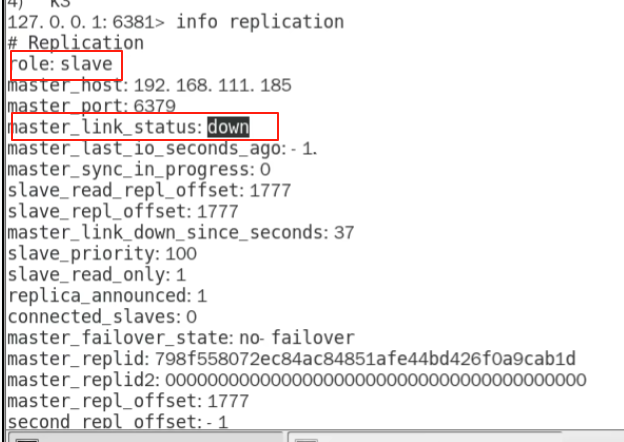 4) "k3"
127.0.0.1:6381> info replication
# Replication
role:slave
master_host:192.168.111.185
master_port:6379
master_link_status:down
master_last_io_seconds_ago:-1.
master_sync_in_progress:0
slave_read_repl_offset:1777
slave_repl_offset:1777
master_link_down_since_seconds:37
slave_priority:100
slave_read_only:1
replica_announced:1
connected_slaves:0
master_failover_state:no-failover
master_replid:798f558072ec84ac84851afe44bd426f0a9cab1d
master_replid2:0000000000000000000000000000000000000000
master_repl_offset:1777
second_repl_offset:-1